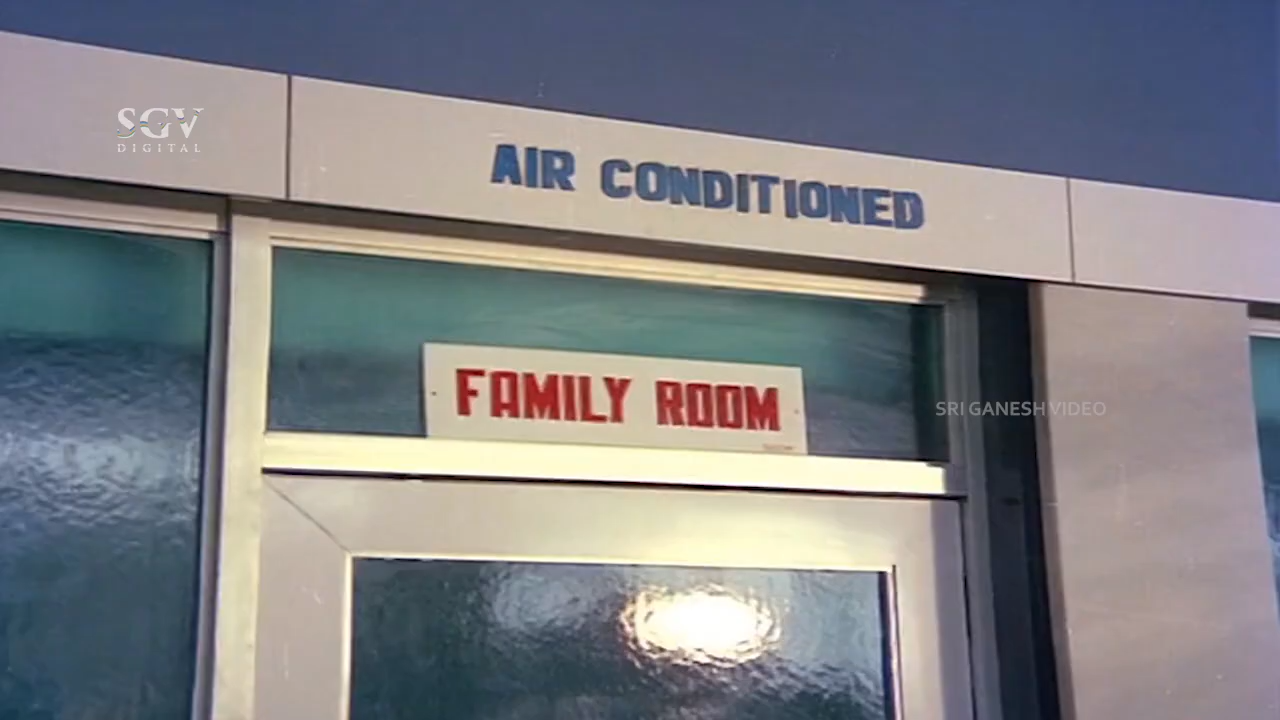 SGV
DIGITAL
AIR CONDITIONED
FAMILY ROOM
SRI GANESH VIDEO